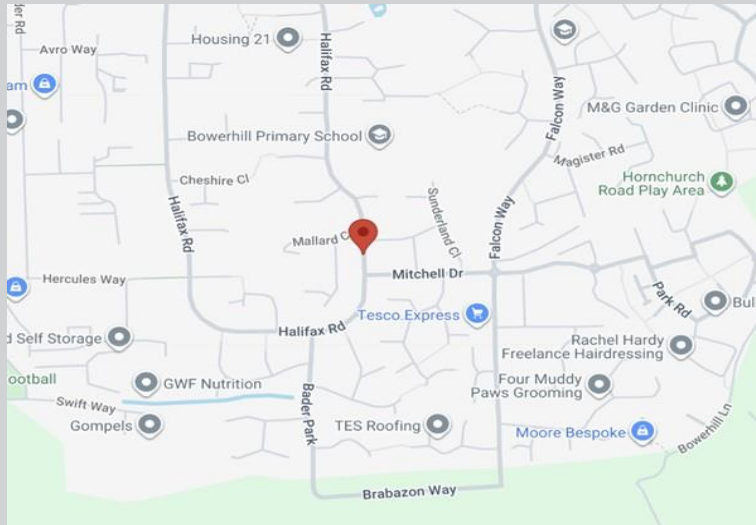 Avro Way
Housing 21
Halifax Rd
Falcon Way
M&G Garden Clinic
Bowerhill Primary School
Magister Rd
Hornchurch
Road Play Area
Cheshire Cl
Sunderland Cl
Halifax Rd
Mallard
Falcon Way
Hercules Way
Mitchell Dr
Park Rd
Tesco Express
d Self Storage
Halifax Rd
Rachel Hardy
Freelance Hairdressing
Bul
ootball
GWF Nutrition
Four Muddy
Paws Grooming
Swift Way
Bader Park
Gompels
TES Roofing
Moore Bespoke
Bowerhill Ln
Brabazon Way